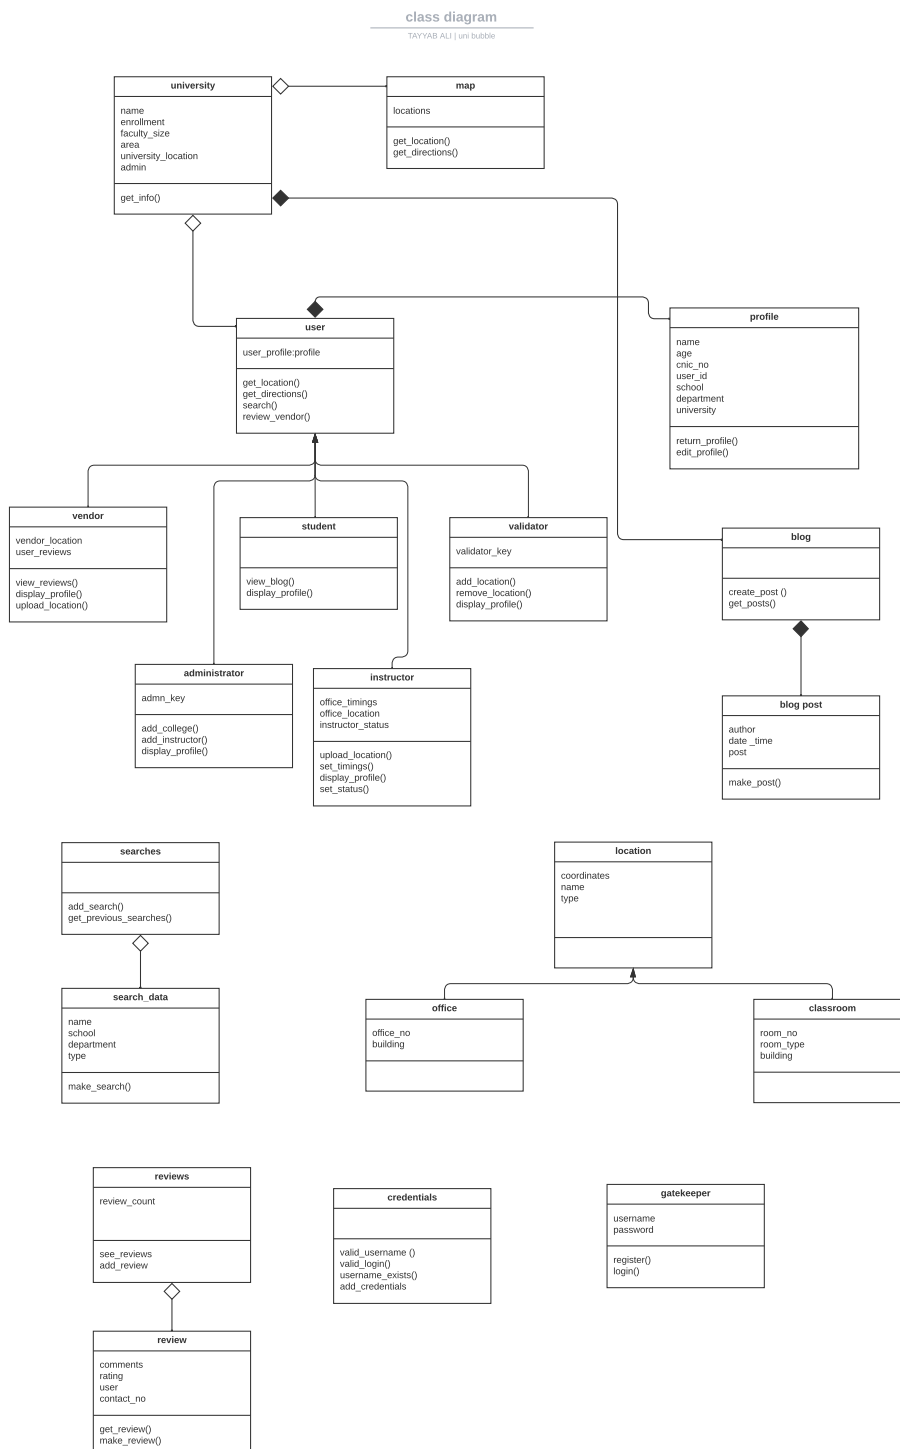 class diagram
TAYYAB ALI | uni bubble
university
name
enrollment
faculty_size
area
university_location
admin
get_info()
map
locations
get_location()
get_directions()
user
user_profile:profile
get_location()
get_directions()
search()
review_vendor()
profile
name
age
cnic_no
user_id
school
department
university
return_profile()
edit_profile()
vendor
vendor_location
user_reviews
view_reviews()
display_profile()
upload_location()
student
view_blog()
display_profile()
validator
validator_key
add_location()
remove_location()
display_profile()
blog
create_post ()
get_posts()
administrator
admn_key
add_college()
add_instructor()
display_profile()
instructor
office_timings
office_location
instructor_status
upload_location()
set_timings()
display_profile()
set_status()
blog post
author
date _time
post
make_post()
searches
add_search()
get_previous_searches()
location
coordinates
name
type
search_data
name
school
department
type
make_search()
office
office_no
building
classroom
room_no
room_type
building
reviews
review_count
see_reviews
add_review
credentials
valid_username ()
valid_login()
username_exists()
add_credentials
gatekeeper
username
password
register()
login()
review
comments
rating
user
contact_no
get_review()
make_review()